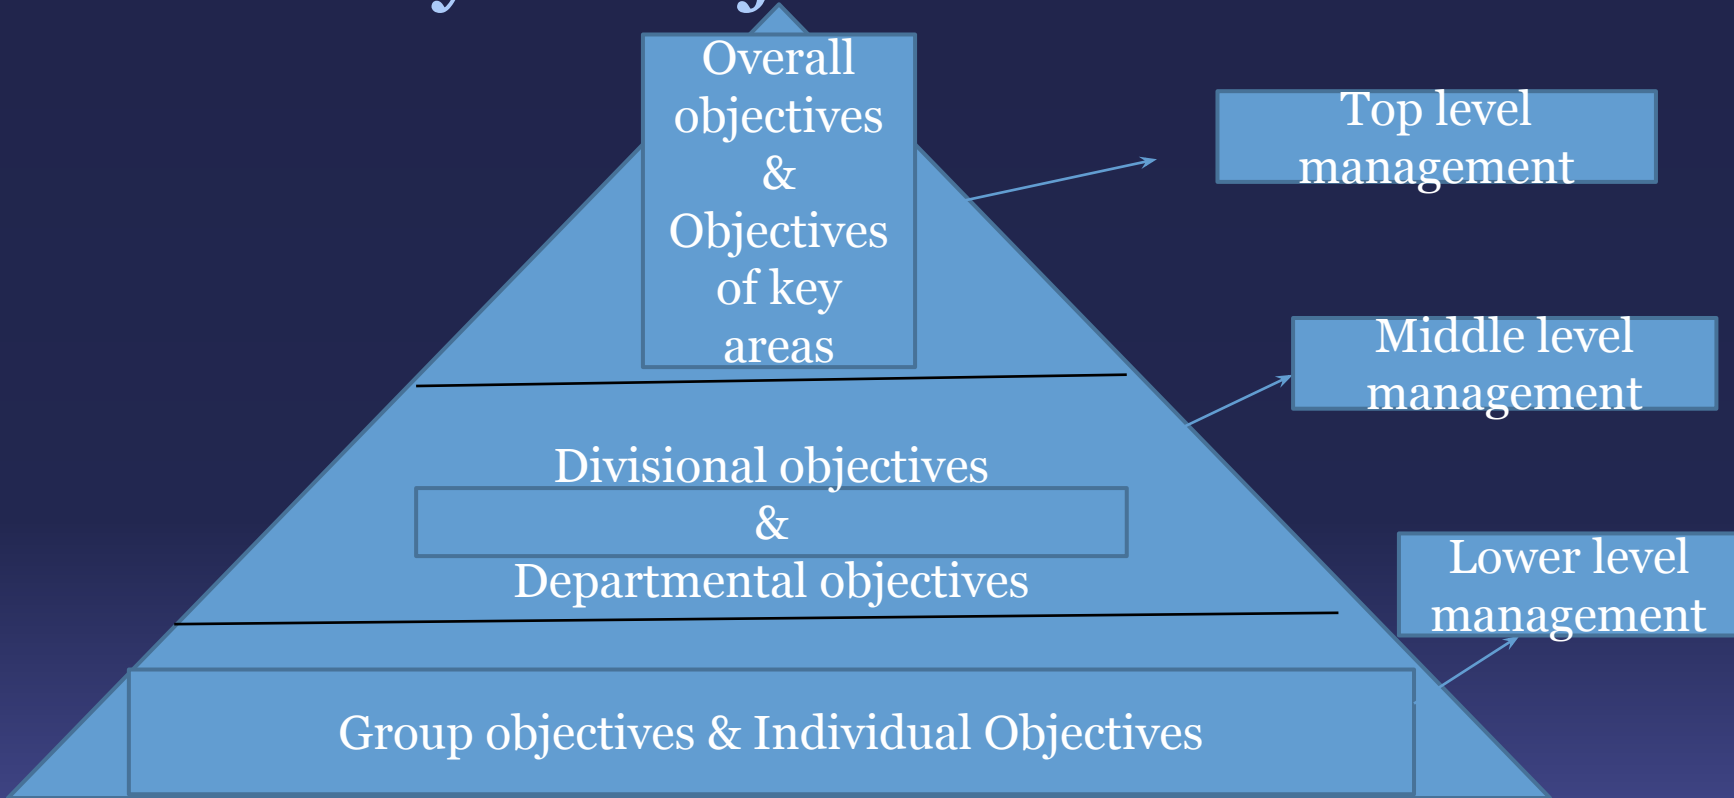 Overall
objectives
&
Objectives
of key
areas
Top level
management
Middle level
management
Divisional objectives
&
Departmental objectives
Lower level
management
Group objectives & Individual Objectives